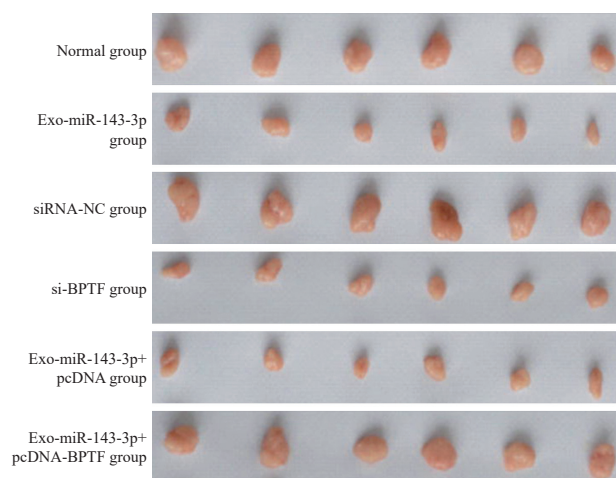 Normal group
Exo-miR-143-3p
group
siRNA-NC group
si-BPTF group
Exo-miR-143-3p+
pcDNA group
Exo-miR-143-3p+
pcDNA-BPTF group